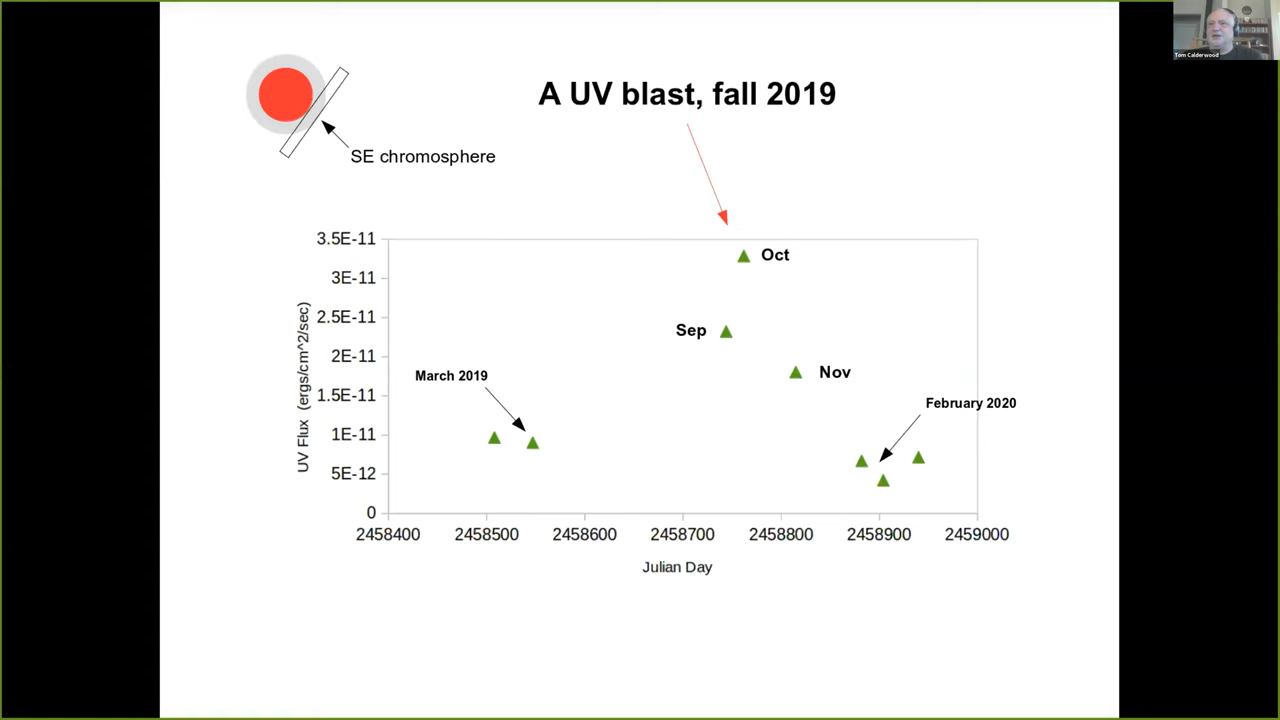 Tom Calderwood
A UV blast, fall 2019
SE chromosphere
3.5E-11
3E-11
2.5E-11
2E-11
1.5E-11
1E-11
5E-12
0
UV Flux (ergs/cm^2/sec)
Oct
Sep
Nov
March 2019
February 2020
2458400 2458500 2458600 2458700 2458800 2458900 2459000
Julian Day